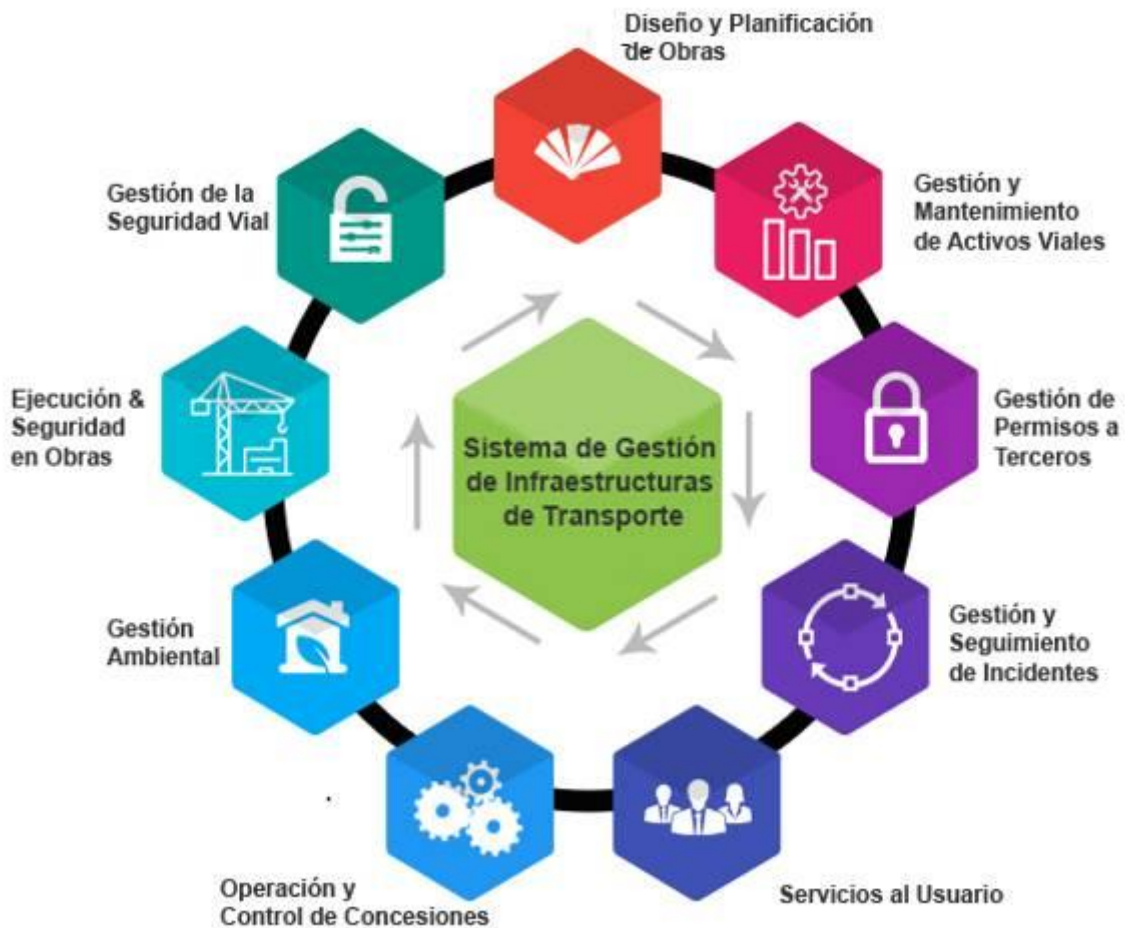 Diseño y Planificación
de Obras
Gestión y
Mantenimiento
de Activos Viales
Gestión de
Permisos a
Terceros
Gestión y
Seguimiento
de Incidentes
Servicios al Usuario
Operación y
Control de Concesiones
Gestión
Ambiental
Ejecución &
Seguridad
en Obras
Gestión de la
Seguridad Vial
Sistema de Gestión
de Infraestructuras
de Transporte